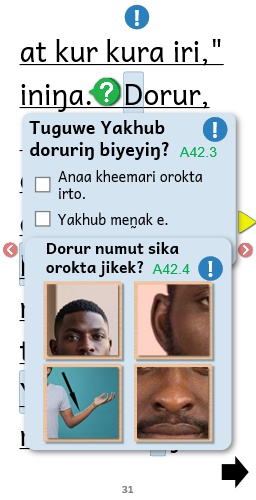 at kur kura iri,"
iniŋa. ? Dorur,
Tuguwe Yakhub
doruriŋ biyeyiŋ? A42.3
Anaa kheemari orokta
irto.
Yakhub meŋak e.
Dorur numut sika
orokta jikek? A42.4
31